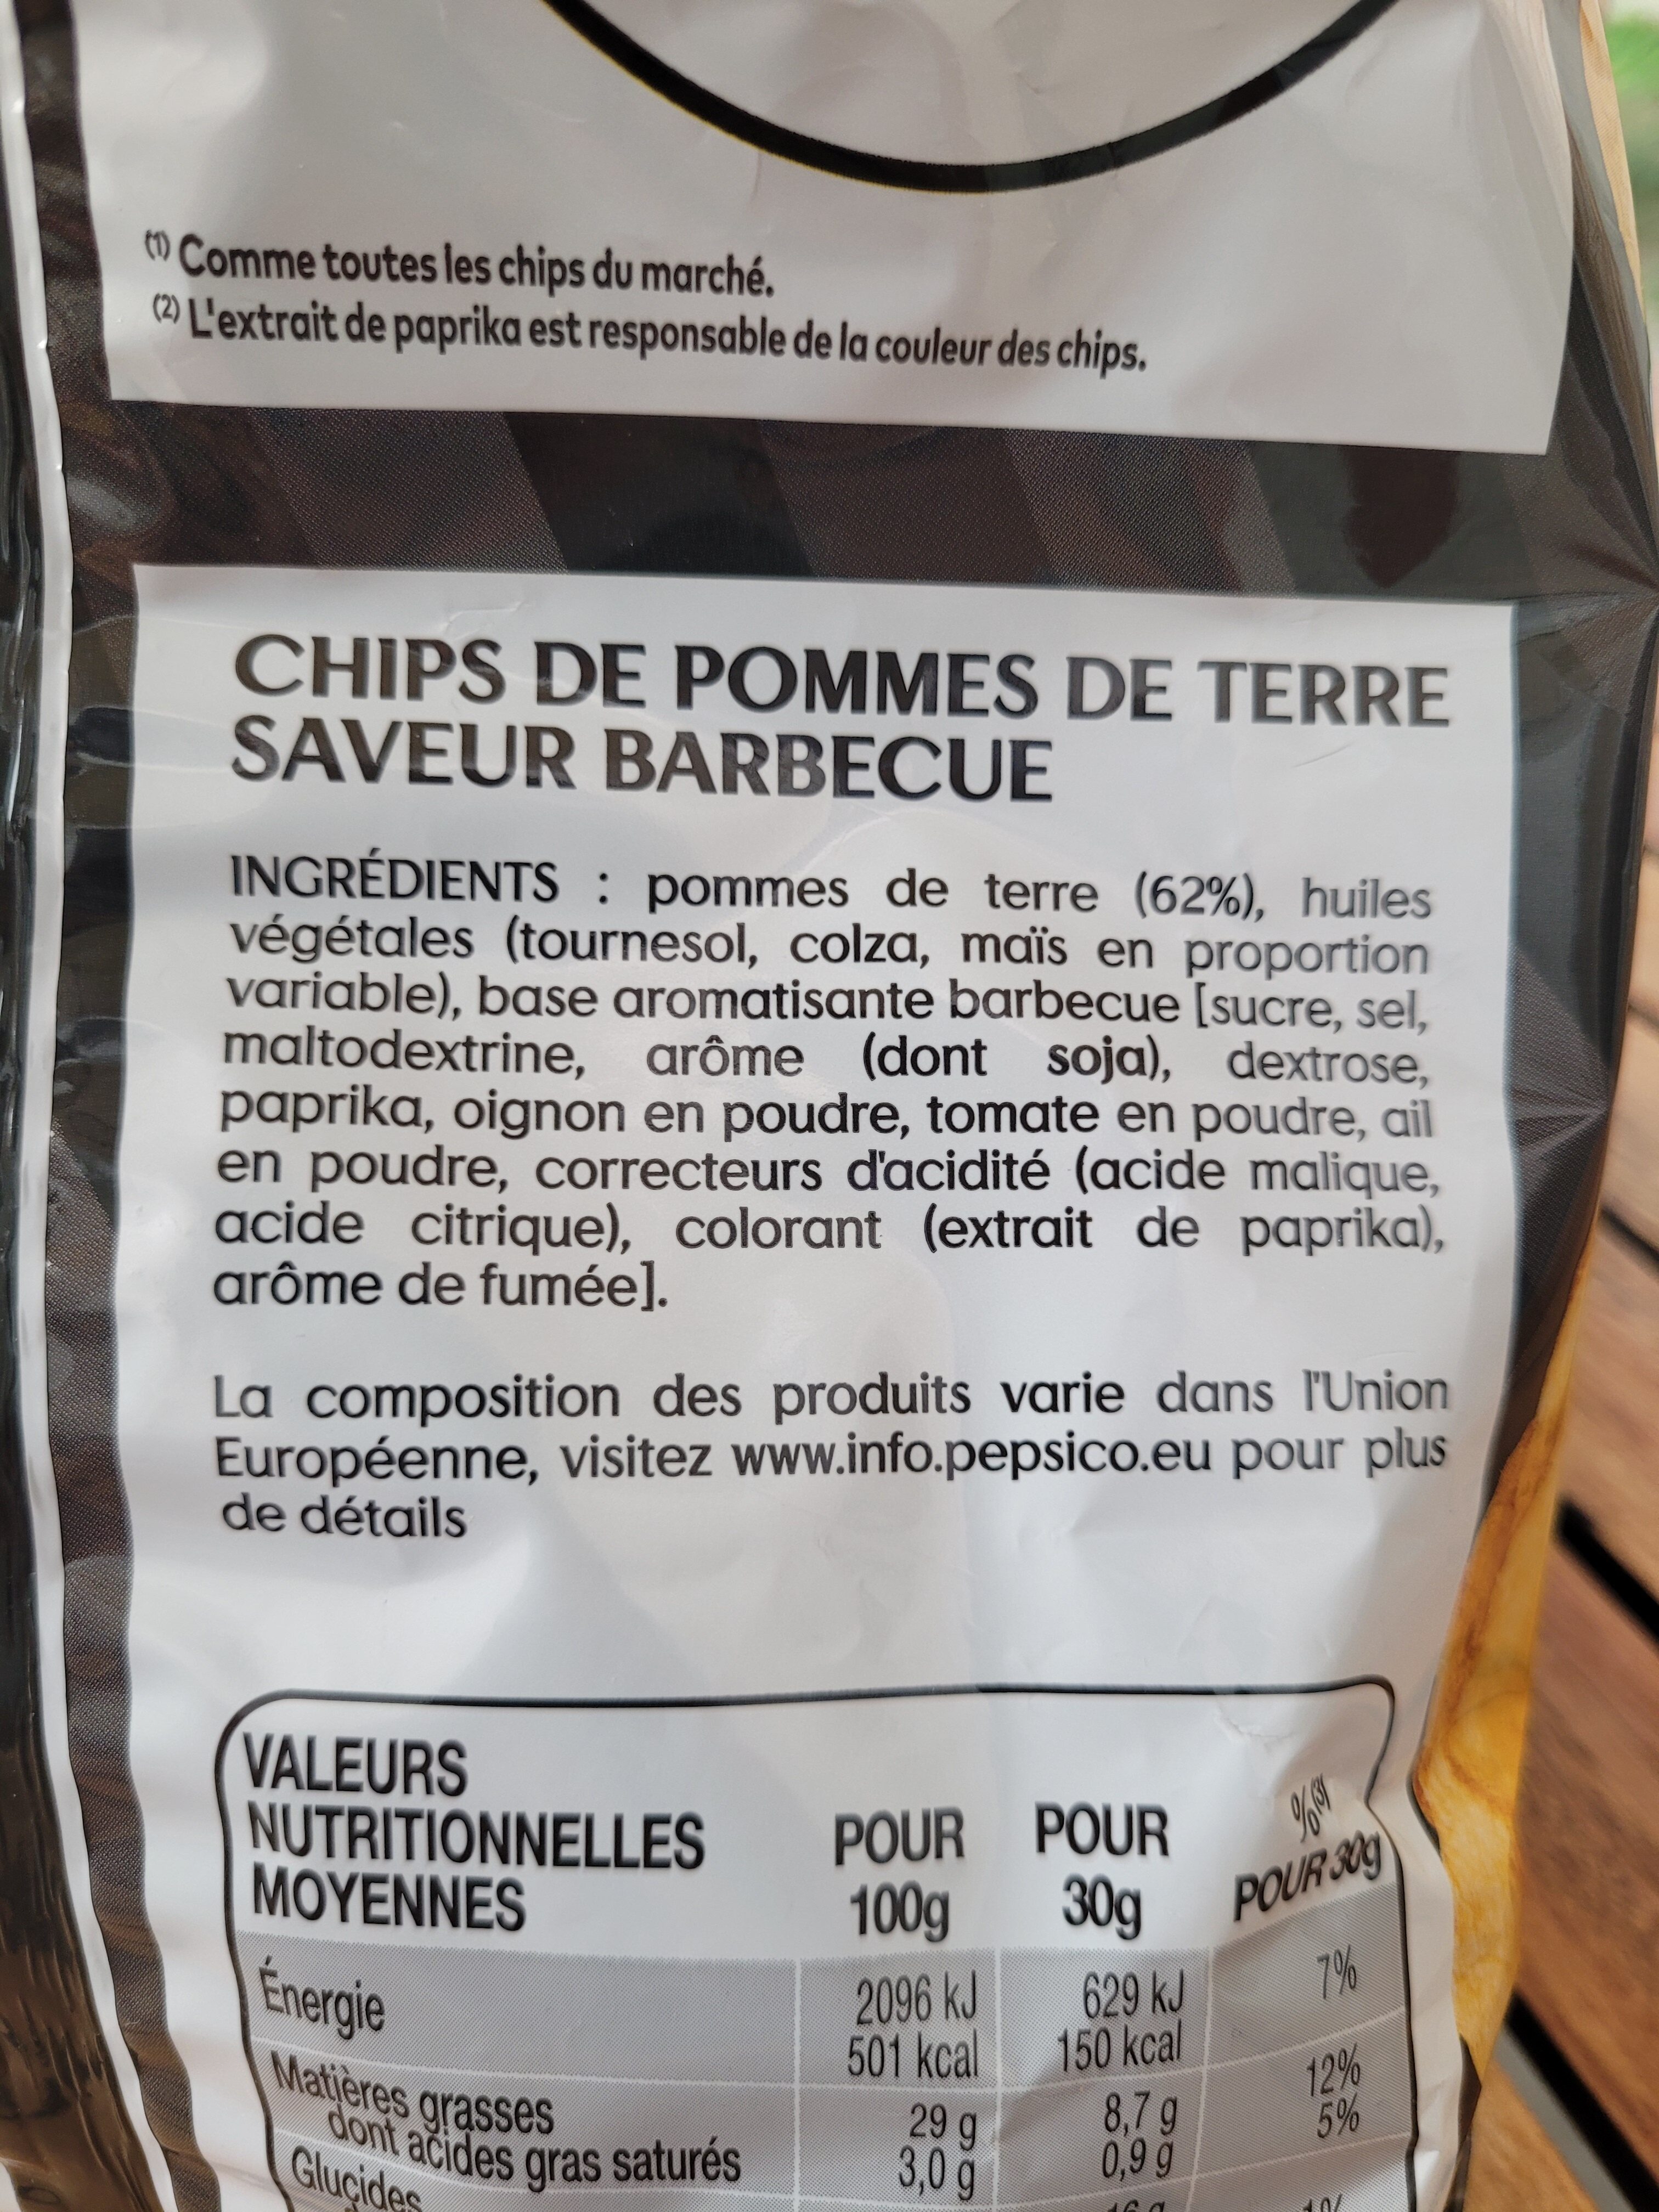 (1) Comme toutes les chips du marché.
(2) L'extrait de paprika est responsable de la couleur des chips.
CHIPS DE POMMES DE TERRE
SAVEUR BARBECUE
INGRÉDIENTS : pommes de terre (62%), huiles
végétales (tournesol, colza, maïs en proportion
variable), base aromatisante barbecue [sucre, sel,
maltodextrine, arôme (dont soja), dextrose,
paprika, oignon en poudre, tomate en poudre, ail
en poudre, correcteurs d'acidité (acide malique,
acide citrique), colorant (extrait de paprika),
arôme de fumée].
La composition des produits varie dans l'Union
Européenne, visitez www.info.pepsico.eu pour plus
de détails
VALEURS
NUTRITIONNELLES
MOYENNES
POUR
100g
POUR
30g
%(3)
POUR 30g
Énergie 2096 kJ 629 kJ 7%
501 kcal 150 kcal
Matières grasses 29 g 8,7 g 12%
dont acides gras saturés 3,0 g 0,9 g 5%
Glucides